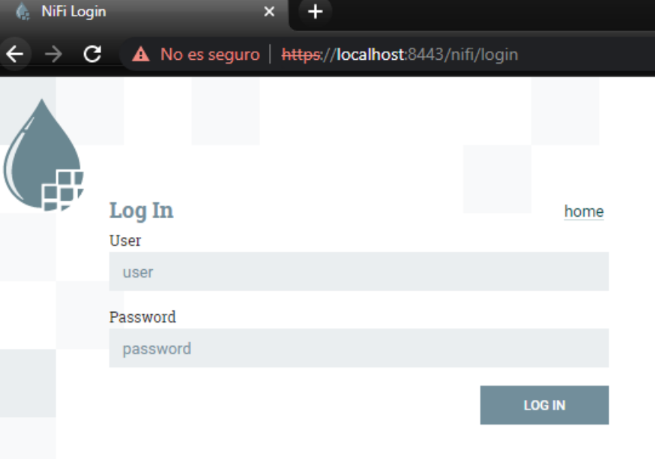 NiFi Login
No es seguro | https://localhost:8443/nifi/login
Log In
home
User
user
Password
password
LOG IN